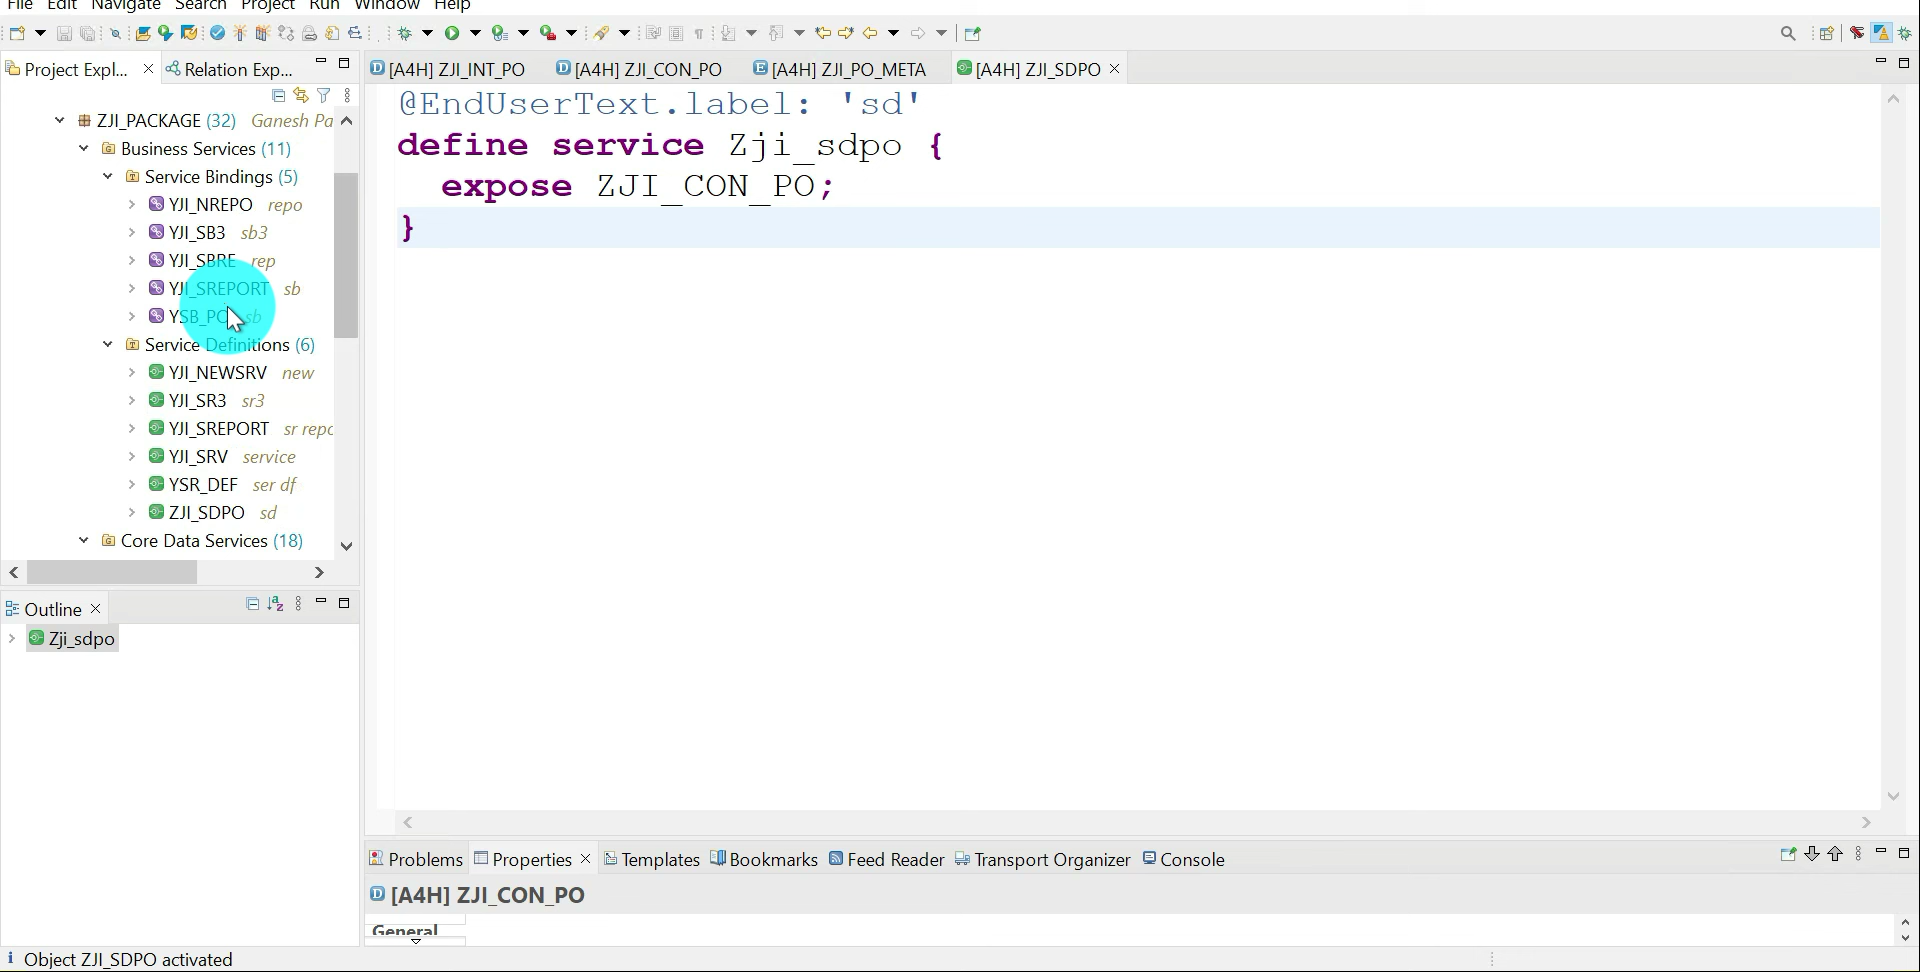 File Edit Navigate Search Project Run Window Help
Project Expl... Relation Exp...
[A4H] ZJI_INT_PO [A4H] ZJI_CON_PO [A4H] ZJI_PO_META [A4H] ZJI_SDPO
ZJI_PACKAGE (32) Ganesh Pa
Business Services (11)
Service Bindings (5)
YJI_NREPO repo
YJI_SB3 sb3
YJI_SBRE rep
YJI_SREPORT sb
YSB_PO sb
Service Definitions (6)
YJI_NEWSRV new
YJI_SR3 sr3
YJI_SREPORT sr repo
YJI_SRV service
YSR_DEF ser df
ZJI_SDPO sd
Core Data Services (18)
@EndUserText.label: 'sd'
define service Zji_sdpo {
expose ZJI_CON_PO;
}
Outline
Zji_sdpo
Problems Properties Templates Bookmarks Feed Reader Transport Organizer Console
[A4H] ZJI_CON_PO
General
Object ZJI_SDPO activated